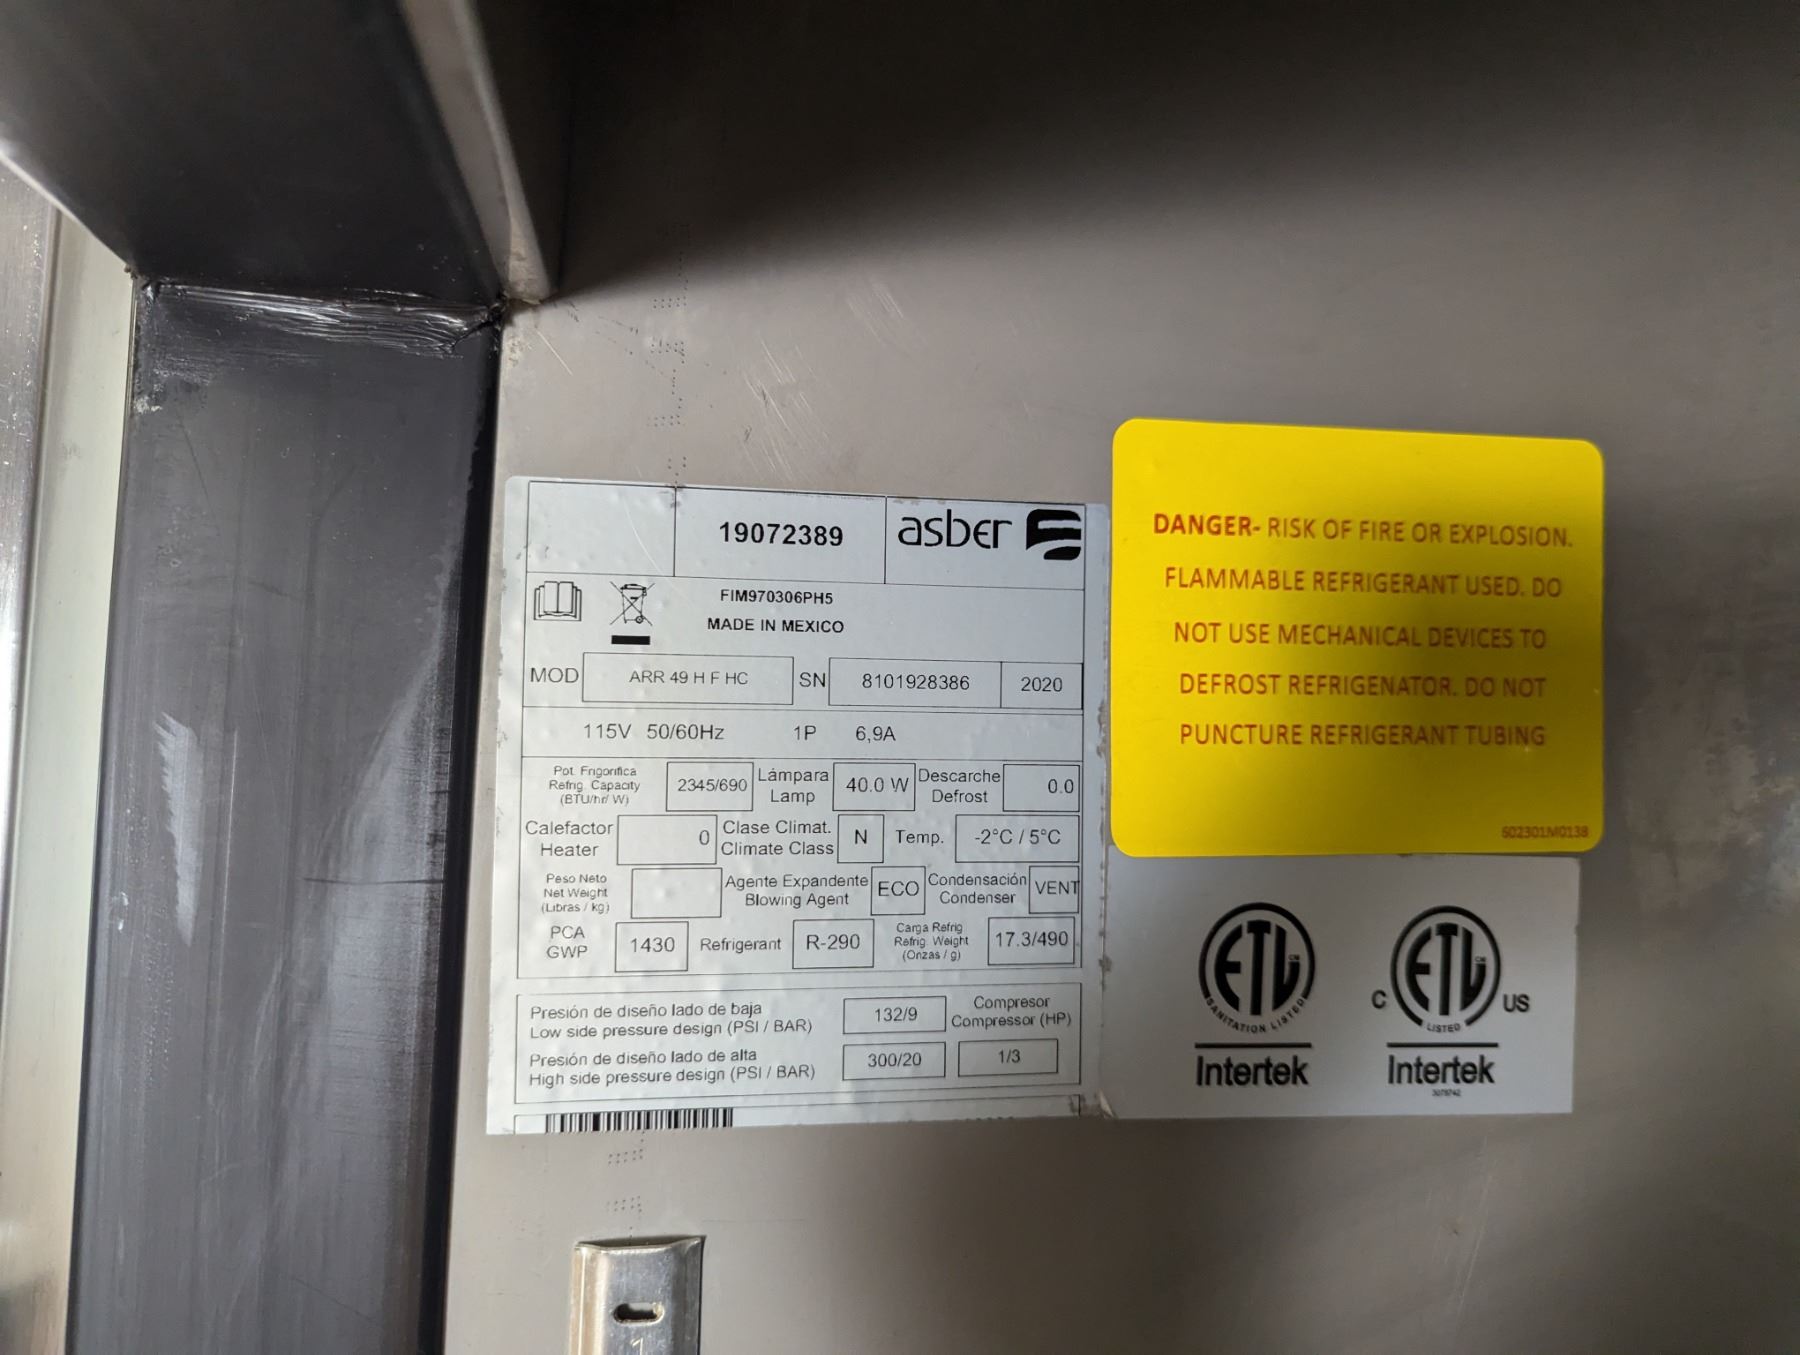 19072389
asber
FIM970306PH5
MADE IN MEXICO
MOD ARR 49 H F HC SN 8101928386 2020
115V 50/60Hz 1P 6,9A
Pot. Frigorifica
Refrig. Capacity
(BTU/hr/ W)
2345/690
Lámpara
Lamp
40.0 W
Descarche
Defrost
0.0
Calefactor
Heater
0
Clase Climat.
Climate Class
N
Temp.
-2°C / 5°C
Peso Neto
Net Weight
(Libras / kg)
Agente Expandente
Blowing Agent
ECO
Condensación
Condenser
VENT
PCA
GWP
1430
Refrigerant
R-290
Carga Refrig
Refrig. Weight
(Onzas / g)
17.3/490
Presión de diseño lado de baja
Low side pressure design (PSI / BAR)
132/9
Compresor
Compressor (HP)
Presión de diseño lado de alta
High side pressure design (PSI / BAR)
300/20
1/3
DANGER- RISK OF FIRE OR EXPLOSION.
FLAMMABLE REFRIGERANT USED. DO
NOT USE MECHANICAL DEVICES TO
DEFROST REFRIGENATOR. DO NOT
PUNCTURE REFRIGERANT TUBING
502301M0138
ETL
SANITATION LISTED
Intertek
C ETL US
LISTED
Intertek